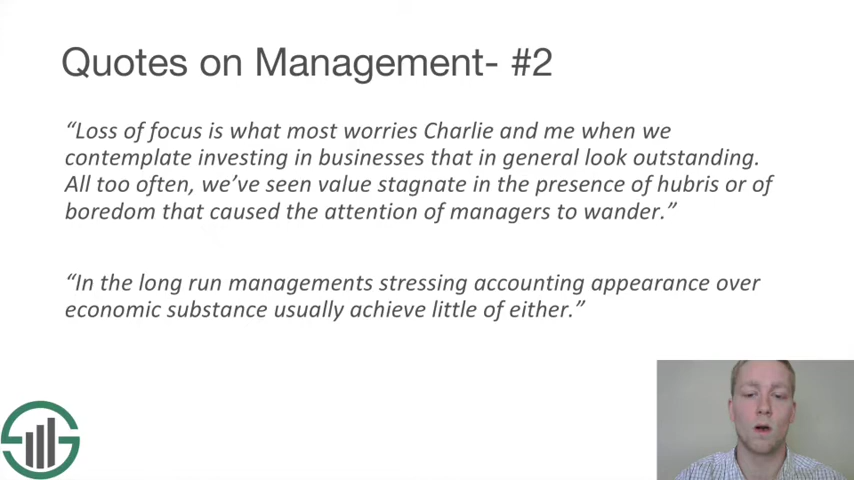 Quotes on Management- #2
“Loss of focus is what most worries Charlie and me when we
contemplate investing in businesses that in general look outstanding.
All too often, we’ve seen value stagnate in the presence of hubris or of
boredom that caused the attention of managers to wander.”
“In the long run managements stressing accounting appearance over
economic substance usually achieve little of either.”